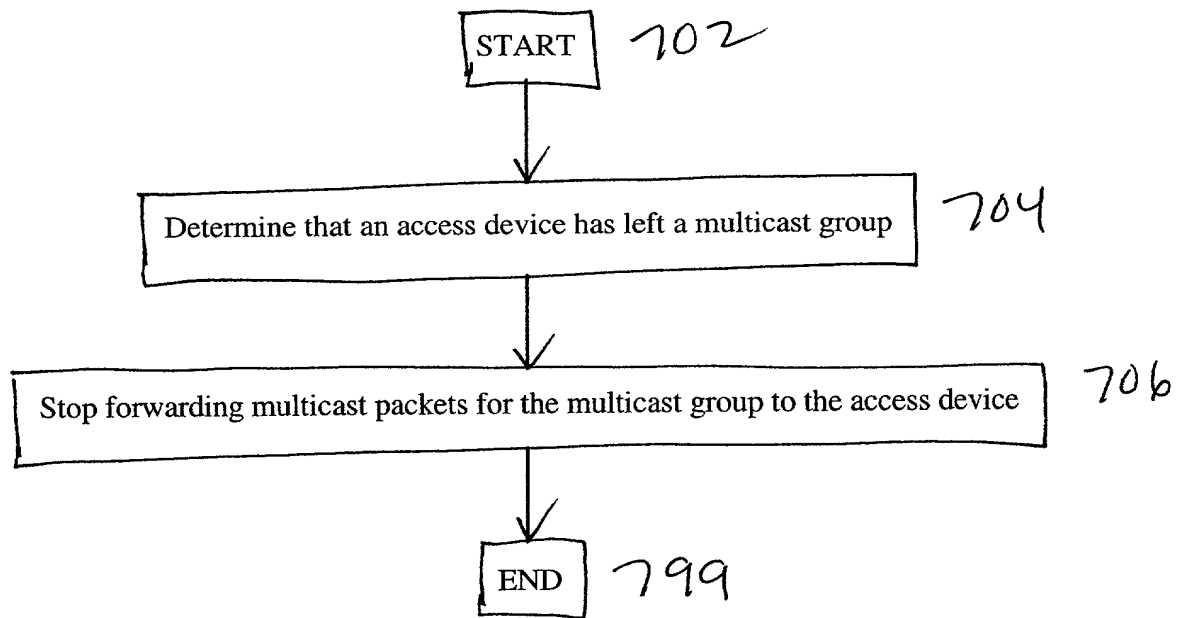 START 702
Determine that an access device has left a multicast group 704
Stop forwarding multicast packets for the multicast group to the access device 706
END 799